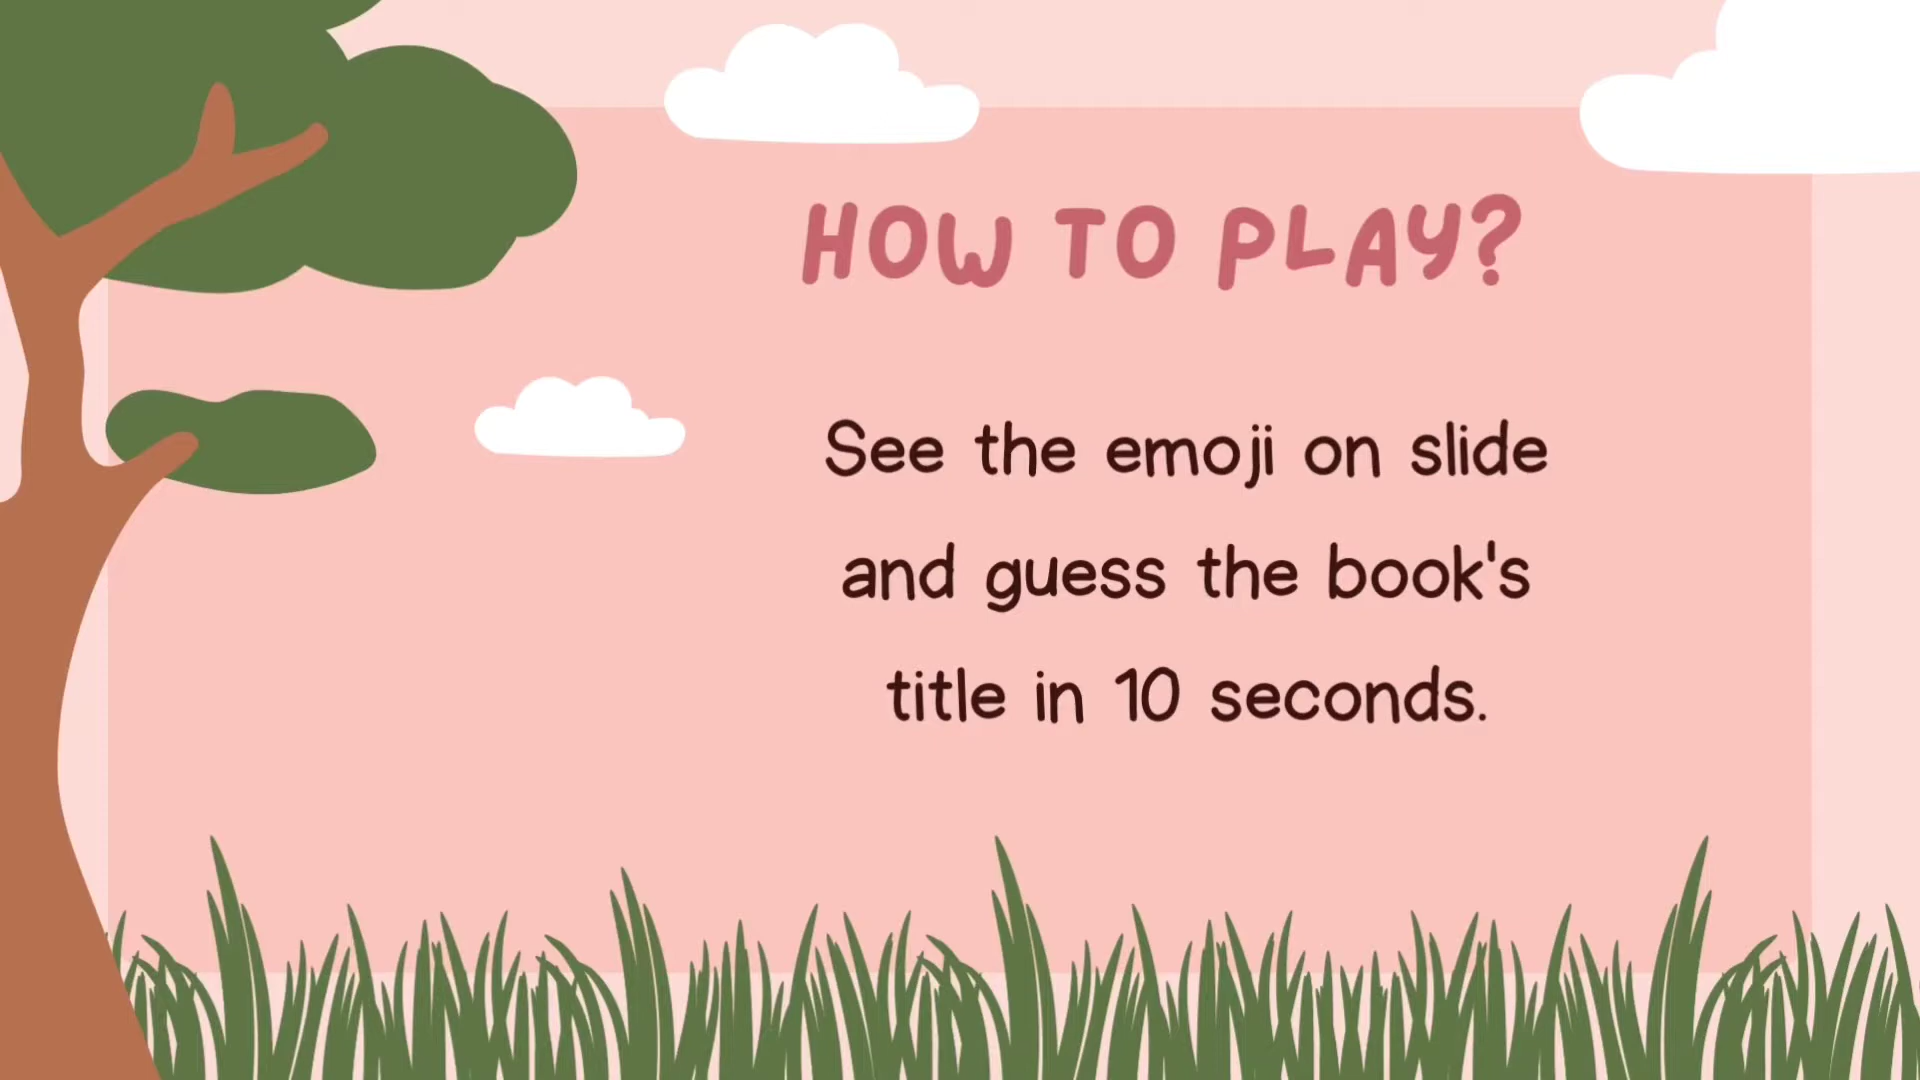 HOW TO PLAY?
See the emoji on slide
and guess the book's
title in 10 seconds.